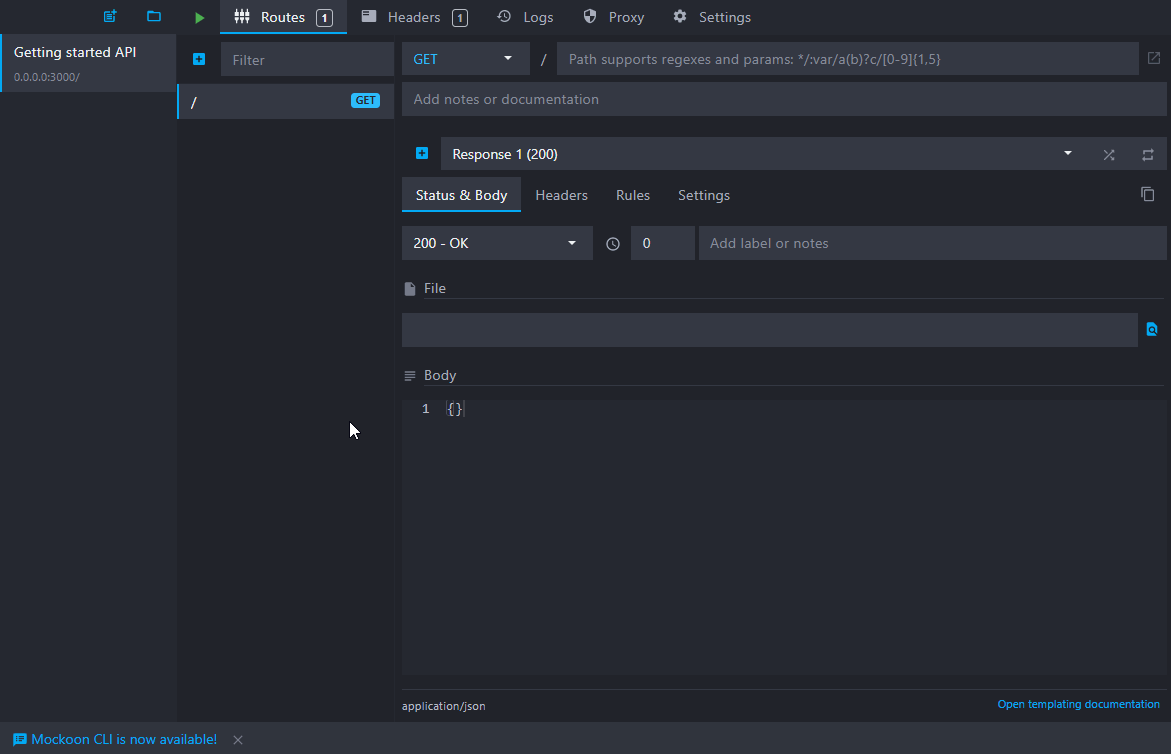 Routes 1 Headers 1 Logs Proxy Settings
Getting started API
0.0.0.0:3000/
Filter
/ GET
GET / Path supports regexes and params: */:var/a(b)?c/[0-9]{1,5}
Add notes or documentation
Response 1 (200)
Status & Body Headers Rules Settings
200 - OK 0 Add label or notes
File
Body
1 {}
application/json Open templating documentation
Mockoon CLI is now available!